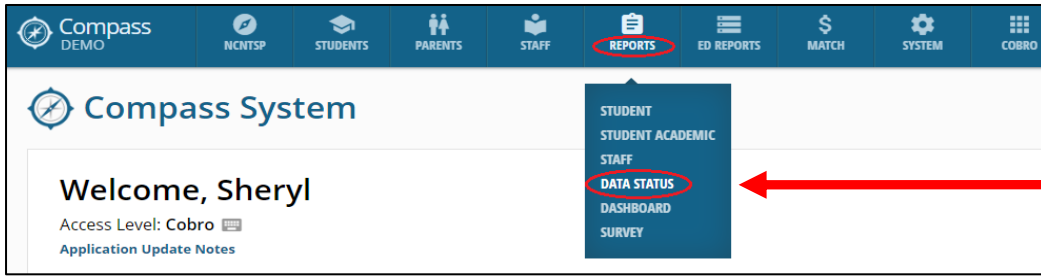 Compass
DEMO
NCNTSP
STUDENTS
PARENTS
STAFF
REPORTS
ED REPORTS
MATCH
SYSTEM
COBRO
Compass System
STUDENT
STUDENT ACADEMIC
STAFF
DATA STATUS
DASHBOARD
SURVEY
Welcome, Sheryl
Access Level: Cobro
Application Update Notes